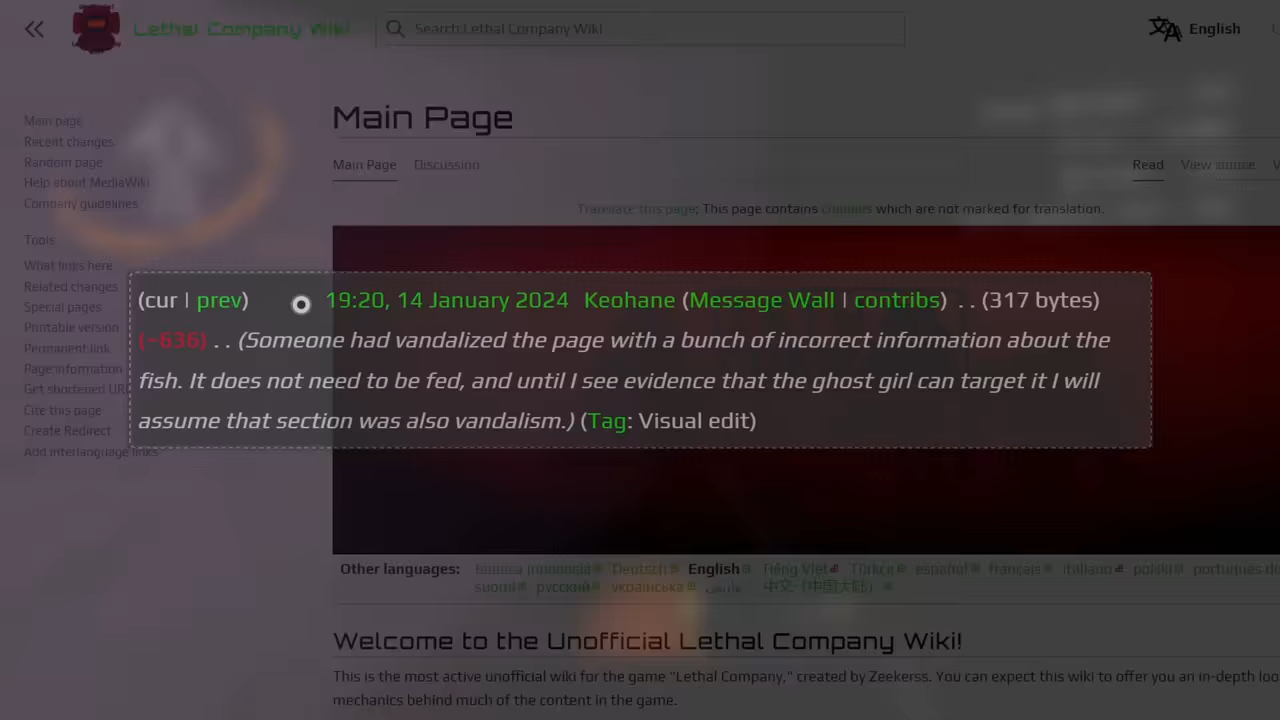 Lethal Company Wiki
Search Lethal Company Wiki
English
Main page
Recent changes
Random page
Help about MediaWiki
Company guidelines
Tools
What links here
Related changes
Special pages
Printable version
Permanent link
Page information
Get shortened URL
Cite this page
Create Redirect
Add interlanguage links
Main Page
Main Page Discussion
Read View source
Translate this page; This page contains changes which are not marked for translation.
(cur | prev) 19:20, 14 January 2024 Keohane (Message Wall | contribs) . . (317 bytes)
(−636) . . (Someone had vandalized the page with a bunch of incorrect information about the
fish. It does not need to be fed, and until I see evidence that the ghost girl can target it I will
assume that section was also vandalism.) (Tag: Visual edit)
Other languages: Bahasa Indonesia Deutsch English Tiếng Việt Türkçe español français italiano polski português do
suomi русский українська 中文（中国大陆）
Welcome to the Unofficial Lethal Company Wiki!
This is the most active unofficial wiki for the game "Lethal Company," created by Zeekerss. You can expect this wiki to offer you an in-depth loo
mechanics behind much of the content in the game.